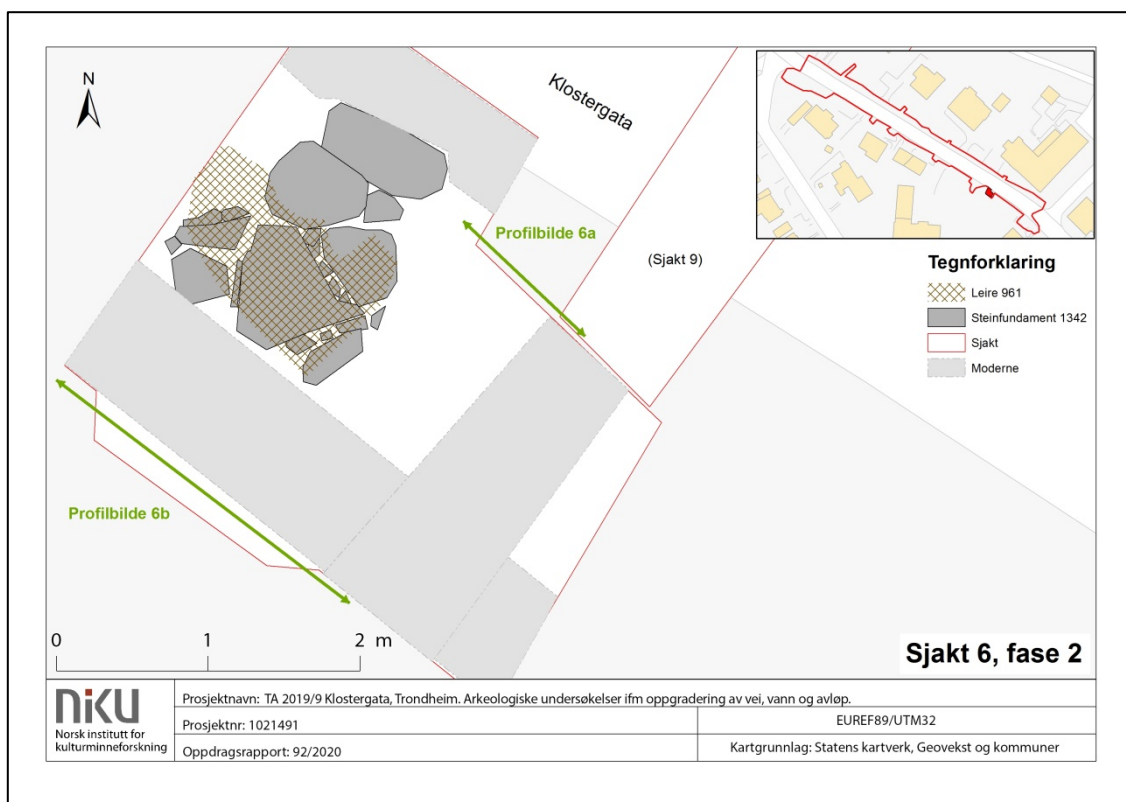 N
Klostergata
Profilbilde 6a
(Sjakt 9)
Tegnforklaring
Leire 961
Steinfundament 1342
Sjakt
Moderne
Profilbilde 6b
0 1 2 m
Sjakt 6, fase 2
niku
Norsk institutt for
kulturminneforskning
Prosjektnavn: TA 2019/9 Klostergata, Trondheim. Arkeologiske undersøkelser ifm oppgradering av vei, vann og avløp.
Prosjektnr: 1021491
EUREF89/UTM32
Oppdragsrapport: 92/2020
Kartgrunnlag: Statens kartverk, Geovekst og kommuner